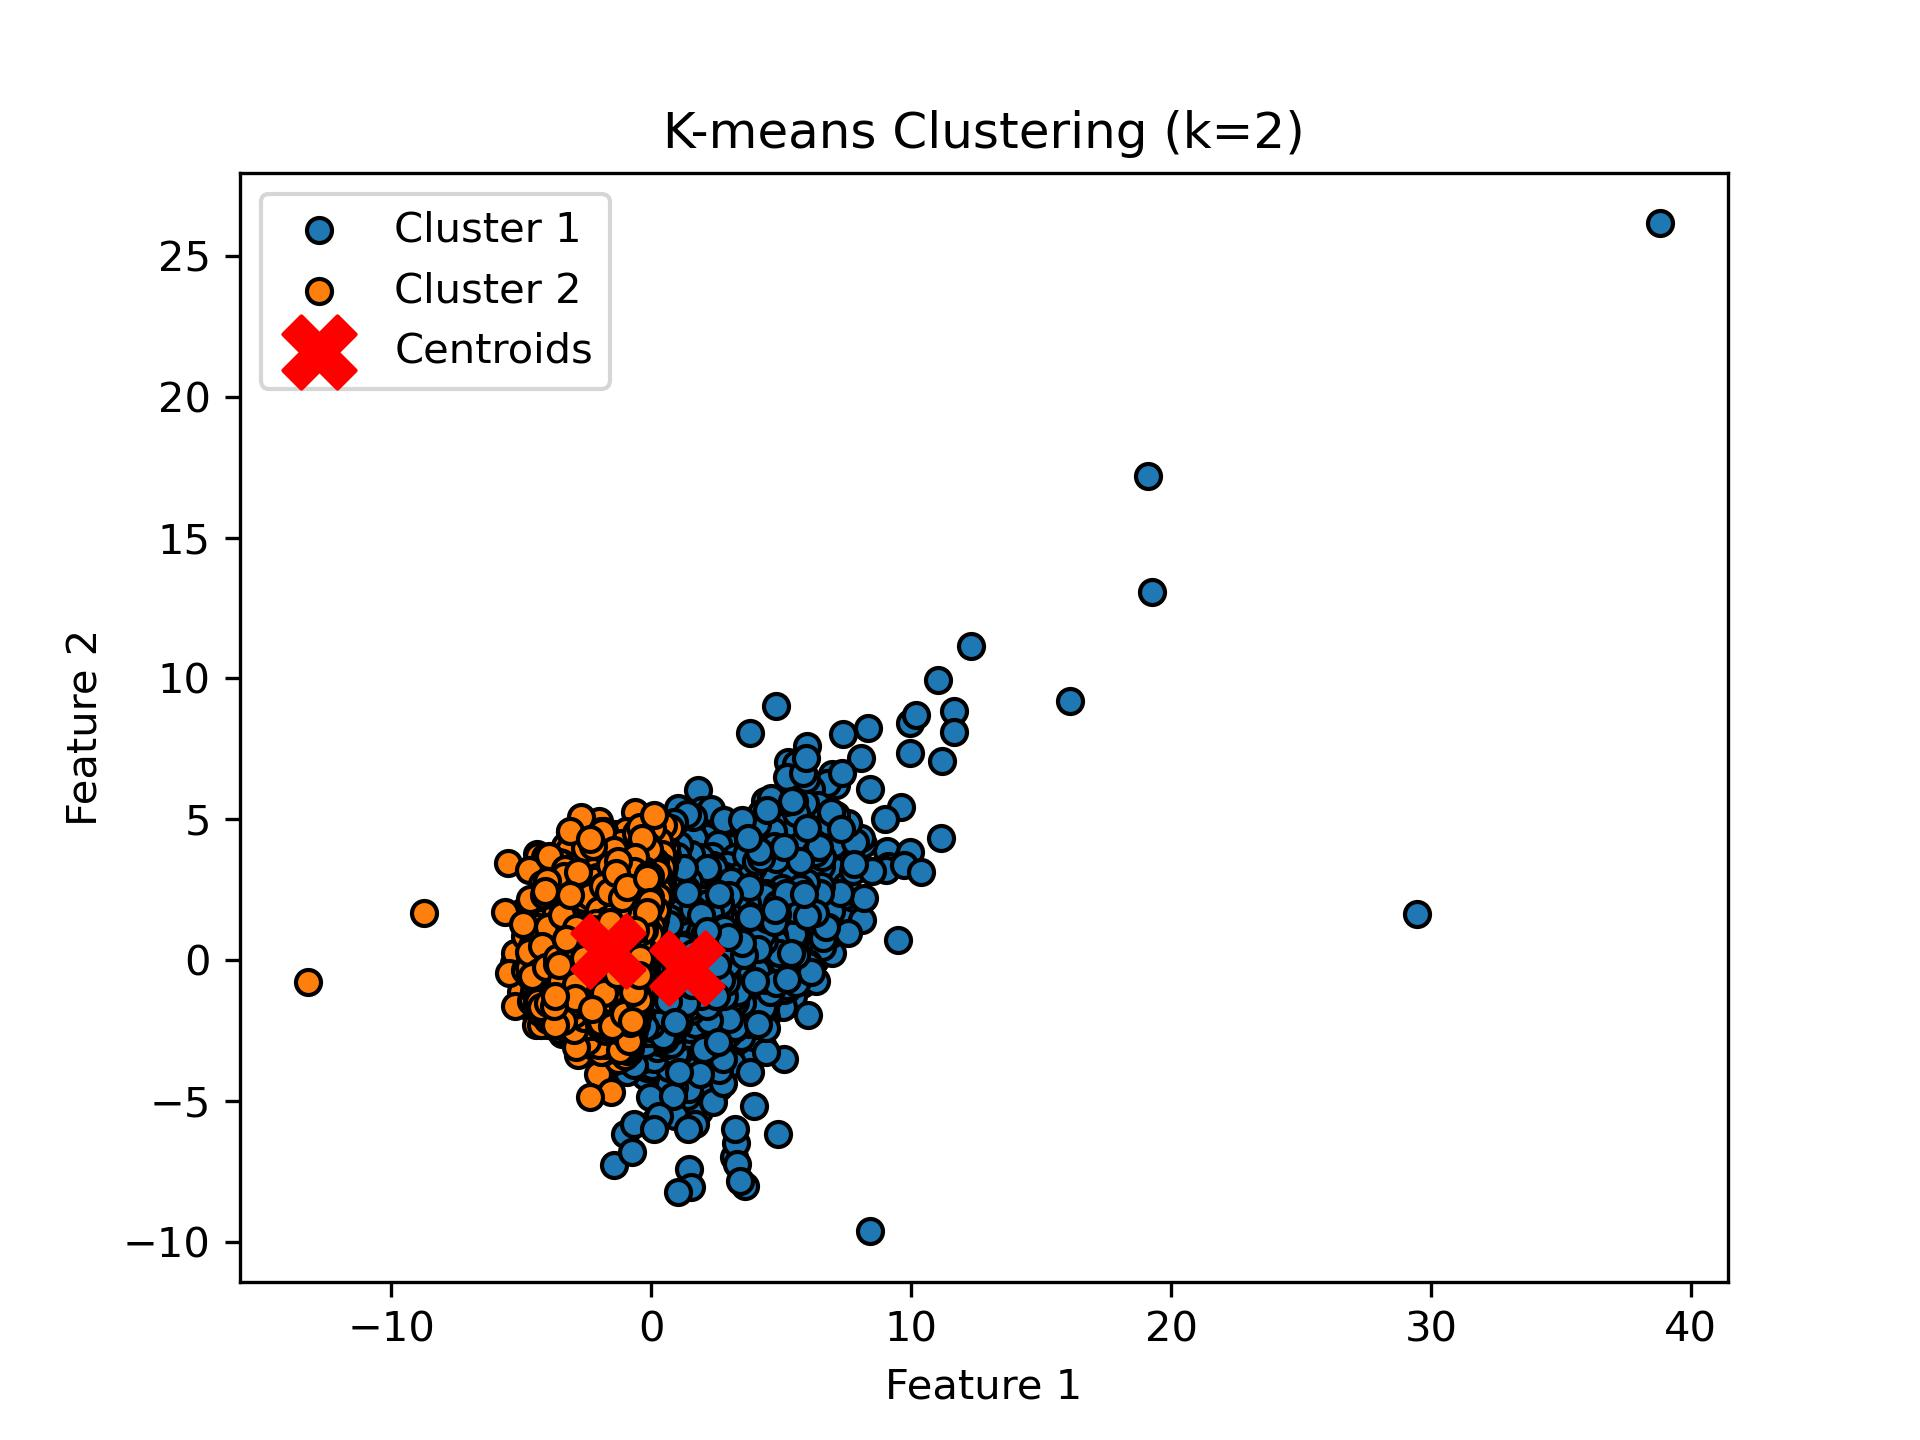 K-means Clustering (k=2)
Cluster 1
Cluster 2
Centroids
25
20
15
10
5
0
−5
−10
Feature 2
−10 0 10 20 30 40
Feature 1